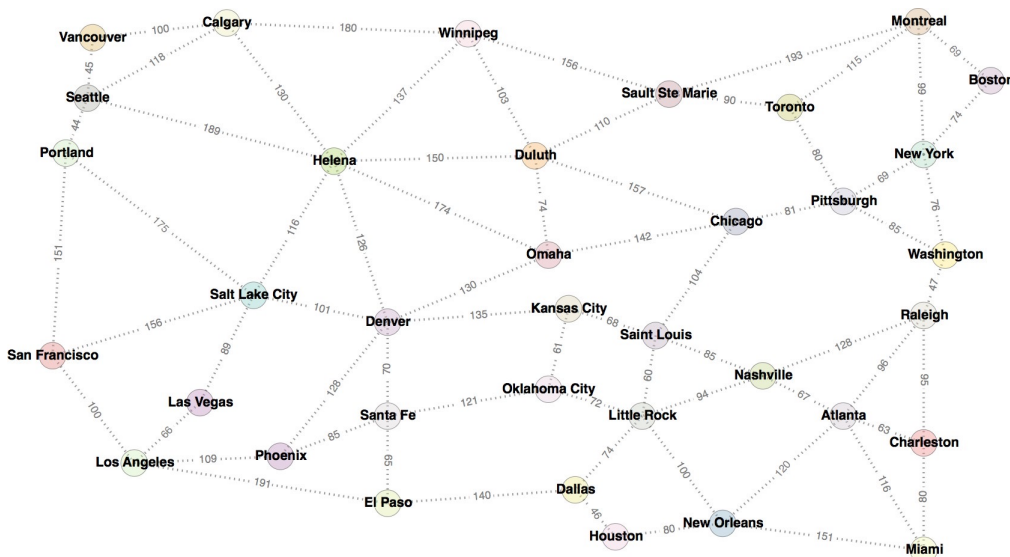 Vancouver
100
Calgary
180
Winnipeg
Montreal
45
118
156
193
115
69
Boston
Seattle
130
137
103
Sault Ste Marie
90
Toronto
99
74
44
189
110
Portland
Helena
150
Duluth
80
New York
69
174
74
157
Pittsburgh
76
151
175
116
126
142
Chicago
81
85
Washington
Omaha
130
104
47
Salt Lake City
101
Denver
135
Kansas City
68
Saint Louis
Raleigh
156
89
70
61
85
128
San Francisco
128
60
Nashville
96
95
100
Las Vegas
Santa Fe
121
Oklahoma City
72
Little Rock
94
67
Atlanta
63
Charleston
66
85
Los Angeles
109
Phoenix
65
74
100
120
116
80
191
El Paso
140
Dallas
46
Houston
80
New Orleans
151
Miami